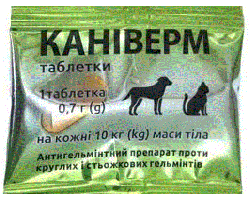 КАНІВЕРМ
таблетки
1таблетка
0,7 г (g)
на кожні 10 кг (kg) маси тіла
Антигельмінтний препарат проти
круглих і стьожкових гельмінтів